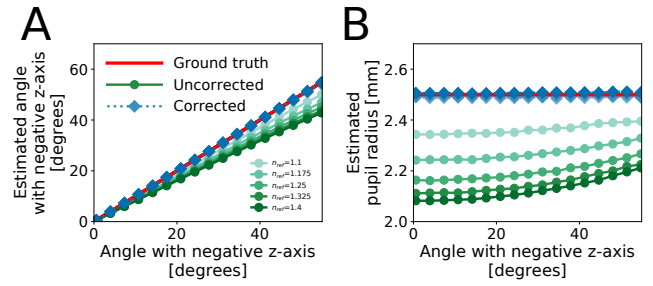 A
Estimated angle
with negative z-axis
[degrees]
60
40
20
0
Ground truth
Uncorrected
Corrected
n_ref=1.1
n_ref=1.175
n_ref=1.25
n_ref=1.325
n_ref=1.4
0 20 40
Angle with negative z-axis
[degrees]
B
Estimated
pupil radius [mm]
2.6
2.4
2.2
2.0
0 20 40
Angle with negative z-axis
[degrees]